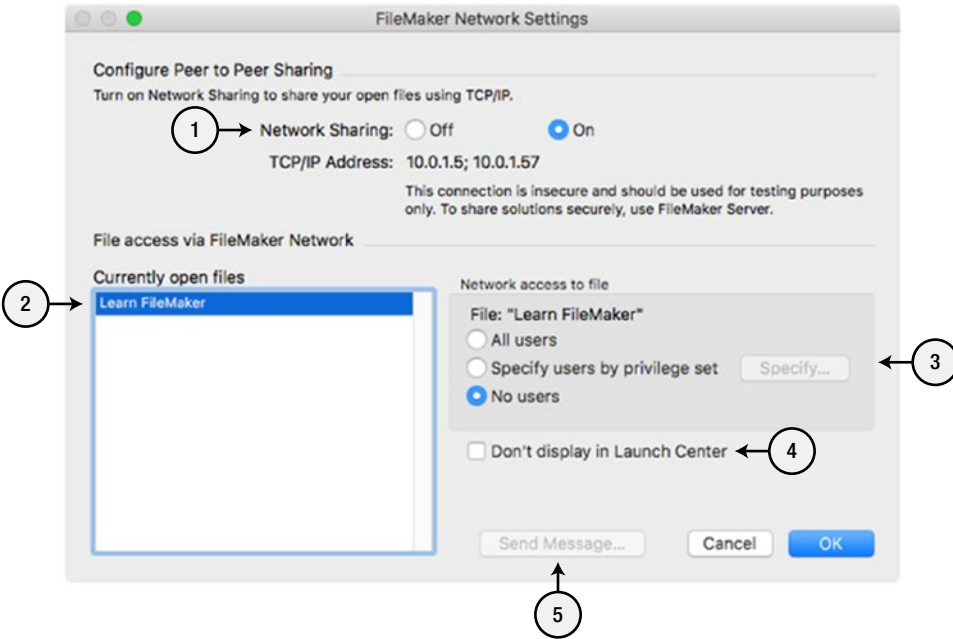 FileMaker Network Settings
Configure Peer to Peer Sharing
Turn on Network Sharing to share your open files using TCP/IP.
1 Network Sharing: Off On
TCP/IP Address: 10.0.1.5; 10.0.1.57
This connection is insecure and should be used for testing purposes
only. To share solutions securely, use FileMaker Server.
File access via FileMaker Network
Currently open files
2 Learn FileMaker
Network access to file
File: "Learn FileMaker"
All users
Specify users by privilege set Specify... 3
No users
Don't display in Launch Center 4
Send Message... Cancel OK
5